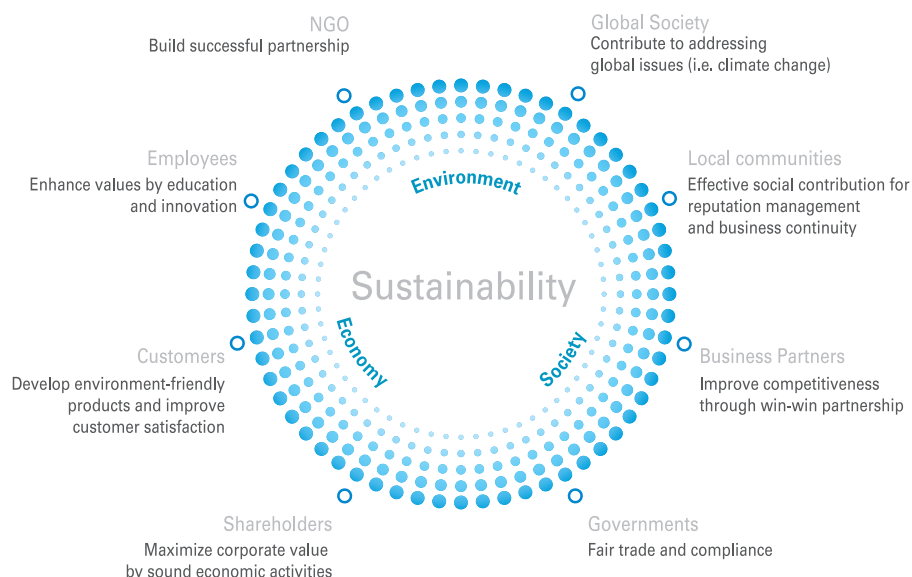 NGO
Build successful partnership
Global Society
Contribute to addressing
global issues (i.e. climate change)
Employees
Enhance values by education
and innovation
Local communities
Effective social contribution for
reputation management
and business continuity
Environment
Sustainability
Economy
Society
Customers
Develop environment-friendly
products and improve
customer satisfaction
Business Partners
Improve competitiveness
through win-win partnership
Shareholders
Maximize corporate value
by sound economic activities
Governments
Fair trade and compliance